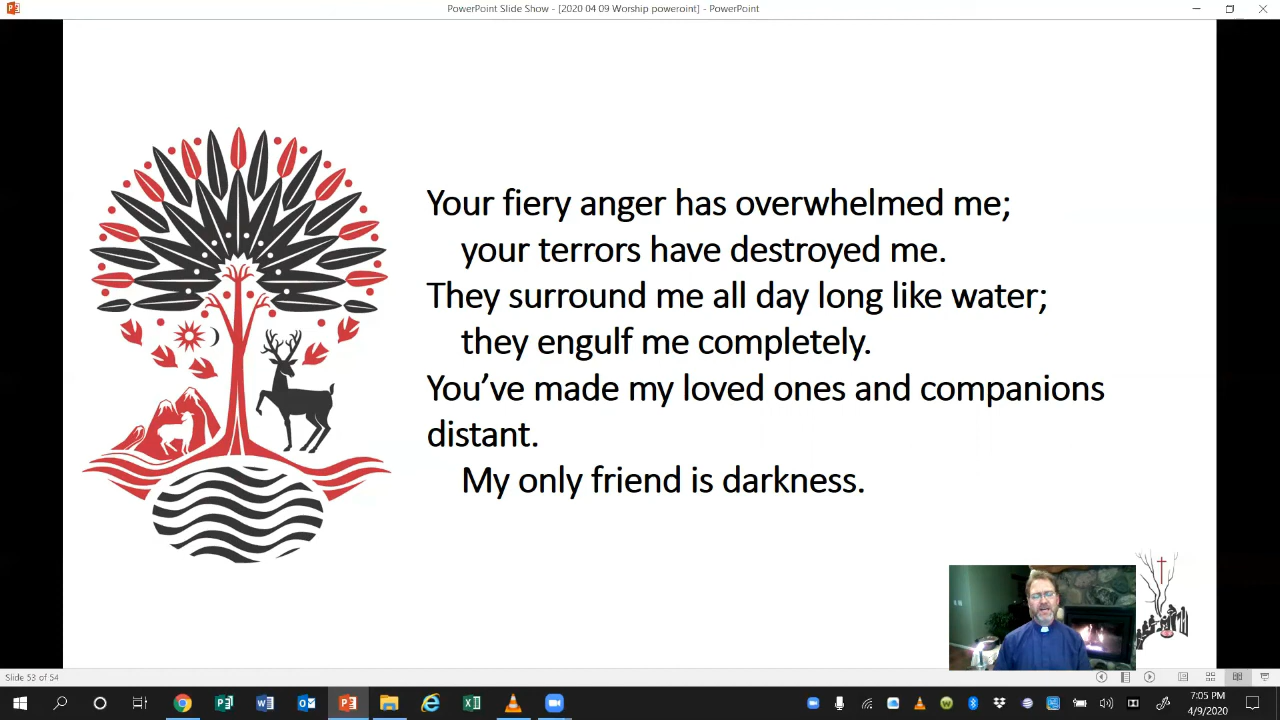 PowerPoint Slide Show - [2020 04 09 Worship poweroint] - PowerPoint
Your fiery anger has overwhelmed me;
your terrors have destroyed me.
They surround me all day long like water;
they engulf me completely.
You’ve made my loved ones and companions
distant.
My only friend is darkness.
Slide 53 of 54
7:05 PM
4/9/2020